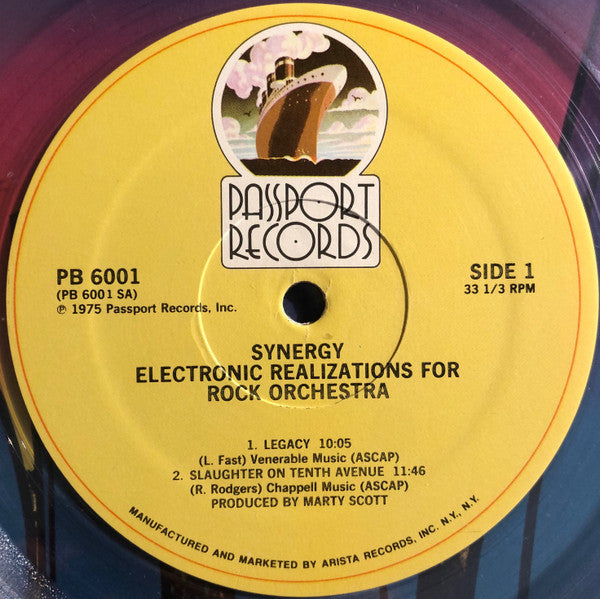 PASSPORT
RECORDS
PB 6001
(PB 6001 SA)
℗ 1975 Passport Records, Inc.
SIDE 1
33 1/3 RPM
SYNERGY
ELECTRONIC REALIZATIONS FOR
ROCK ORCHESTRA
1. LEGACY 10:05
(L. Fast) Venerable Music (ASCAP)
2. SLAUGHTER ON TENTH AVENUE 11:46
(R. Rodgers) Chappell Music (ASCAP)
PRODUCED BY MARTY SCOTT
MANUFACTURED AND MARKETED BY ARISTA RECORDS, INC. N.Y., N.Y.